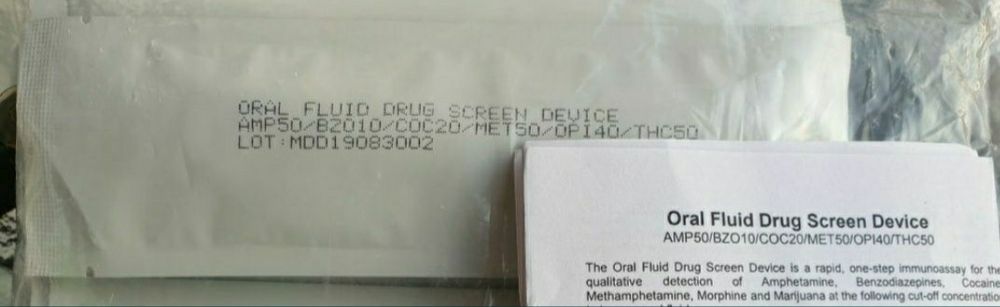 ORAL FLUID DRUG SCREEN DEVICE
AMP50/BZO10/COC20/MET50/OPI40/THC50
LOT:MDD19083002
Oral Fluid Drug Screen Device
AMP50/BZO10/COC20/MET50/OPI40/THC50
The Oral Fluid Drug Screen Device is a rapid, one-step immunoassay for the
qualitative detection of Amphetamine, Benzodiazepines, Cocaine
Methamphetamine, Morphine and Marijuana at the following cut-off